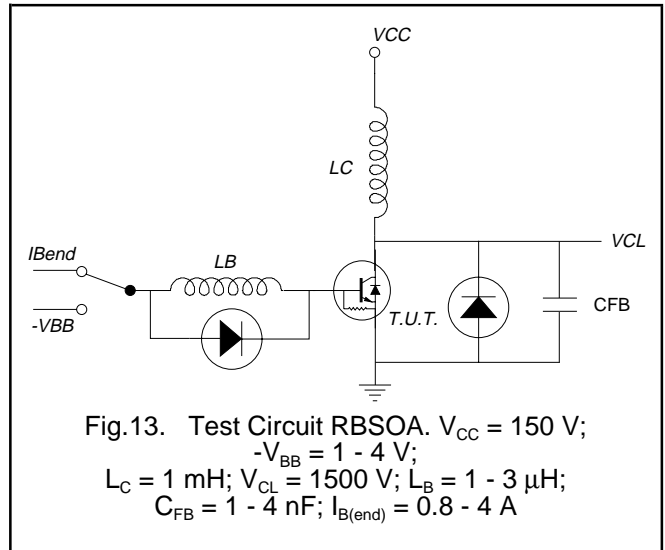 VCC
LC
IBend
LB
VCL
-VBB
T.U.T.
CFB
Fig.13. Test Circuit RBSOA. VCC = 150 V;
-VBB = 1 - 4 V;
LC = 1 mH; VCL = 1500 V; LB = 1 - 3 μH;
CFB = 1 - 4 nF; IB(end) = 0.8 - 4 A